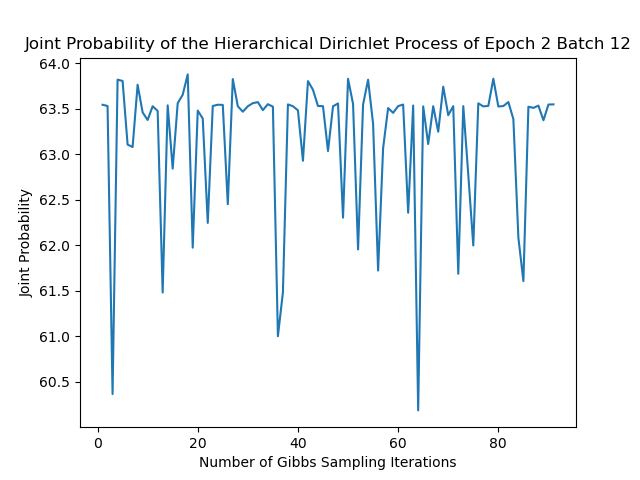 Joint Probability of the Hierarchical Dirichlet Process of Epoch 2 Batch 12
64.0
63.5
63.0
62.5
62.0
61.5
61.0
60.5
Joint Probability
0 20 40 60 80
Number of Gibbs Sampling Iterations